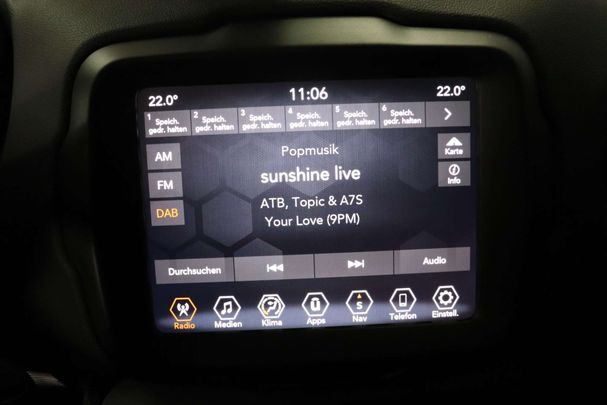 22.0° 11:06 22.0°
1 Speich. gedr. halten 2 Speich. gedr. halten 3 Speich. gedr. halten 4 Speich. gedr. halten 5 Speich. gedr. halten 6 Speich. gedr. halten
AM
Popmusik
Karte
sunshine live
FM
Info
ATB, Topic & A7S
DAB
Your Love (9PM)
Durchsuchen Audio
Radio Medien Klima Apps S Nav Telefon Einstell.